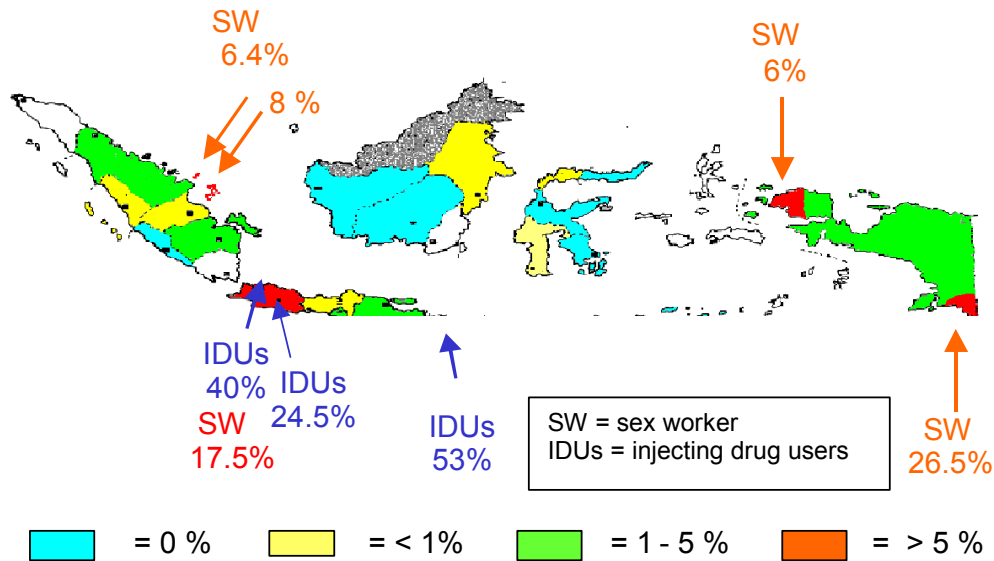 SW
6.4%
8 %
SW
6%
IDUs
40%
SW
17.5%
IDUs
24.5%
IDUs
53%
SW = sex worker
IDUs = injecting drug users
SW
26.5%
= 0 %
= < 1%
= 1 - 5 %
= > 5 %